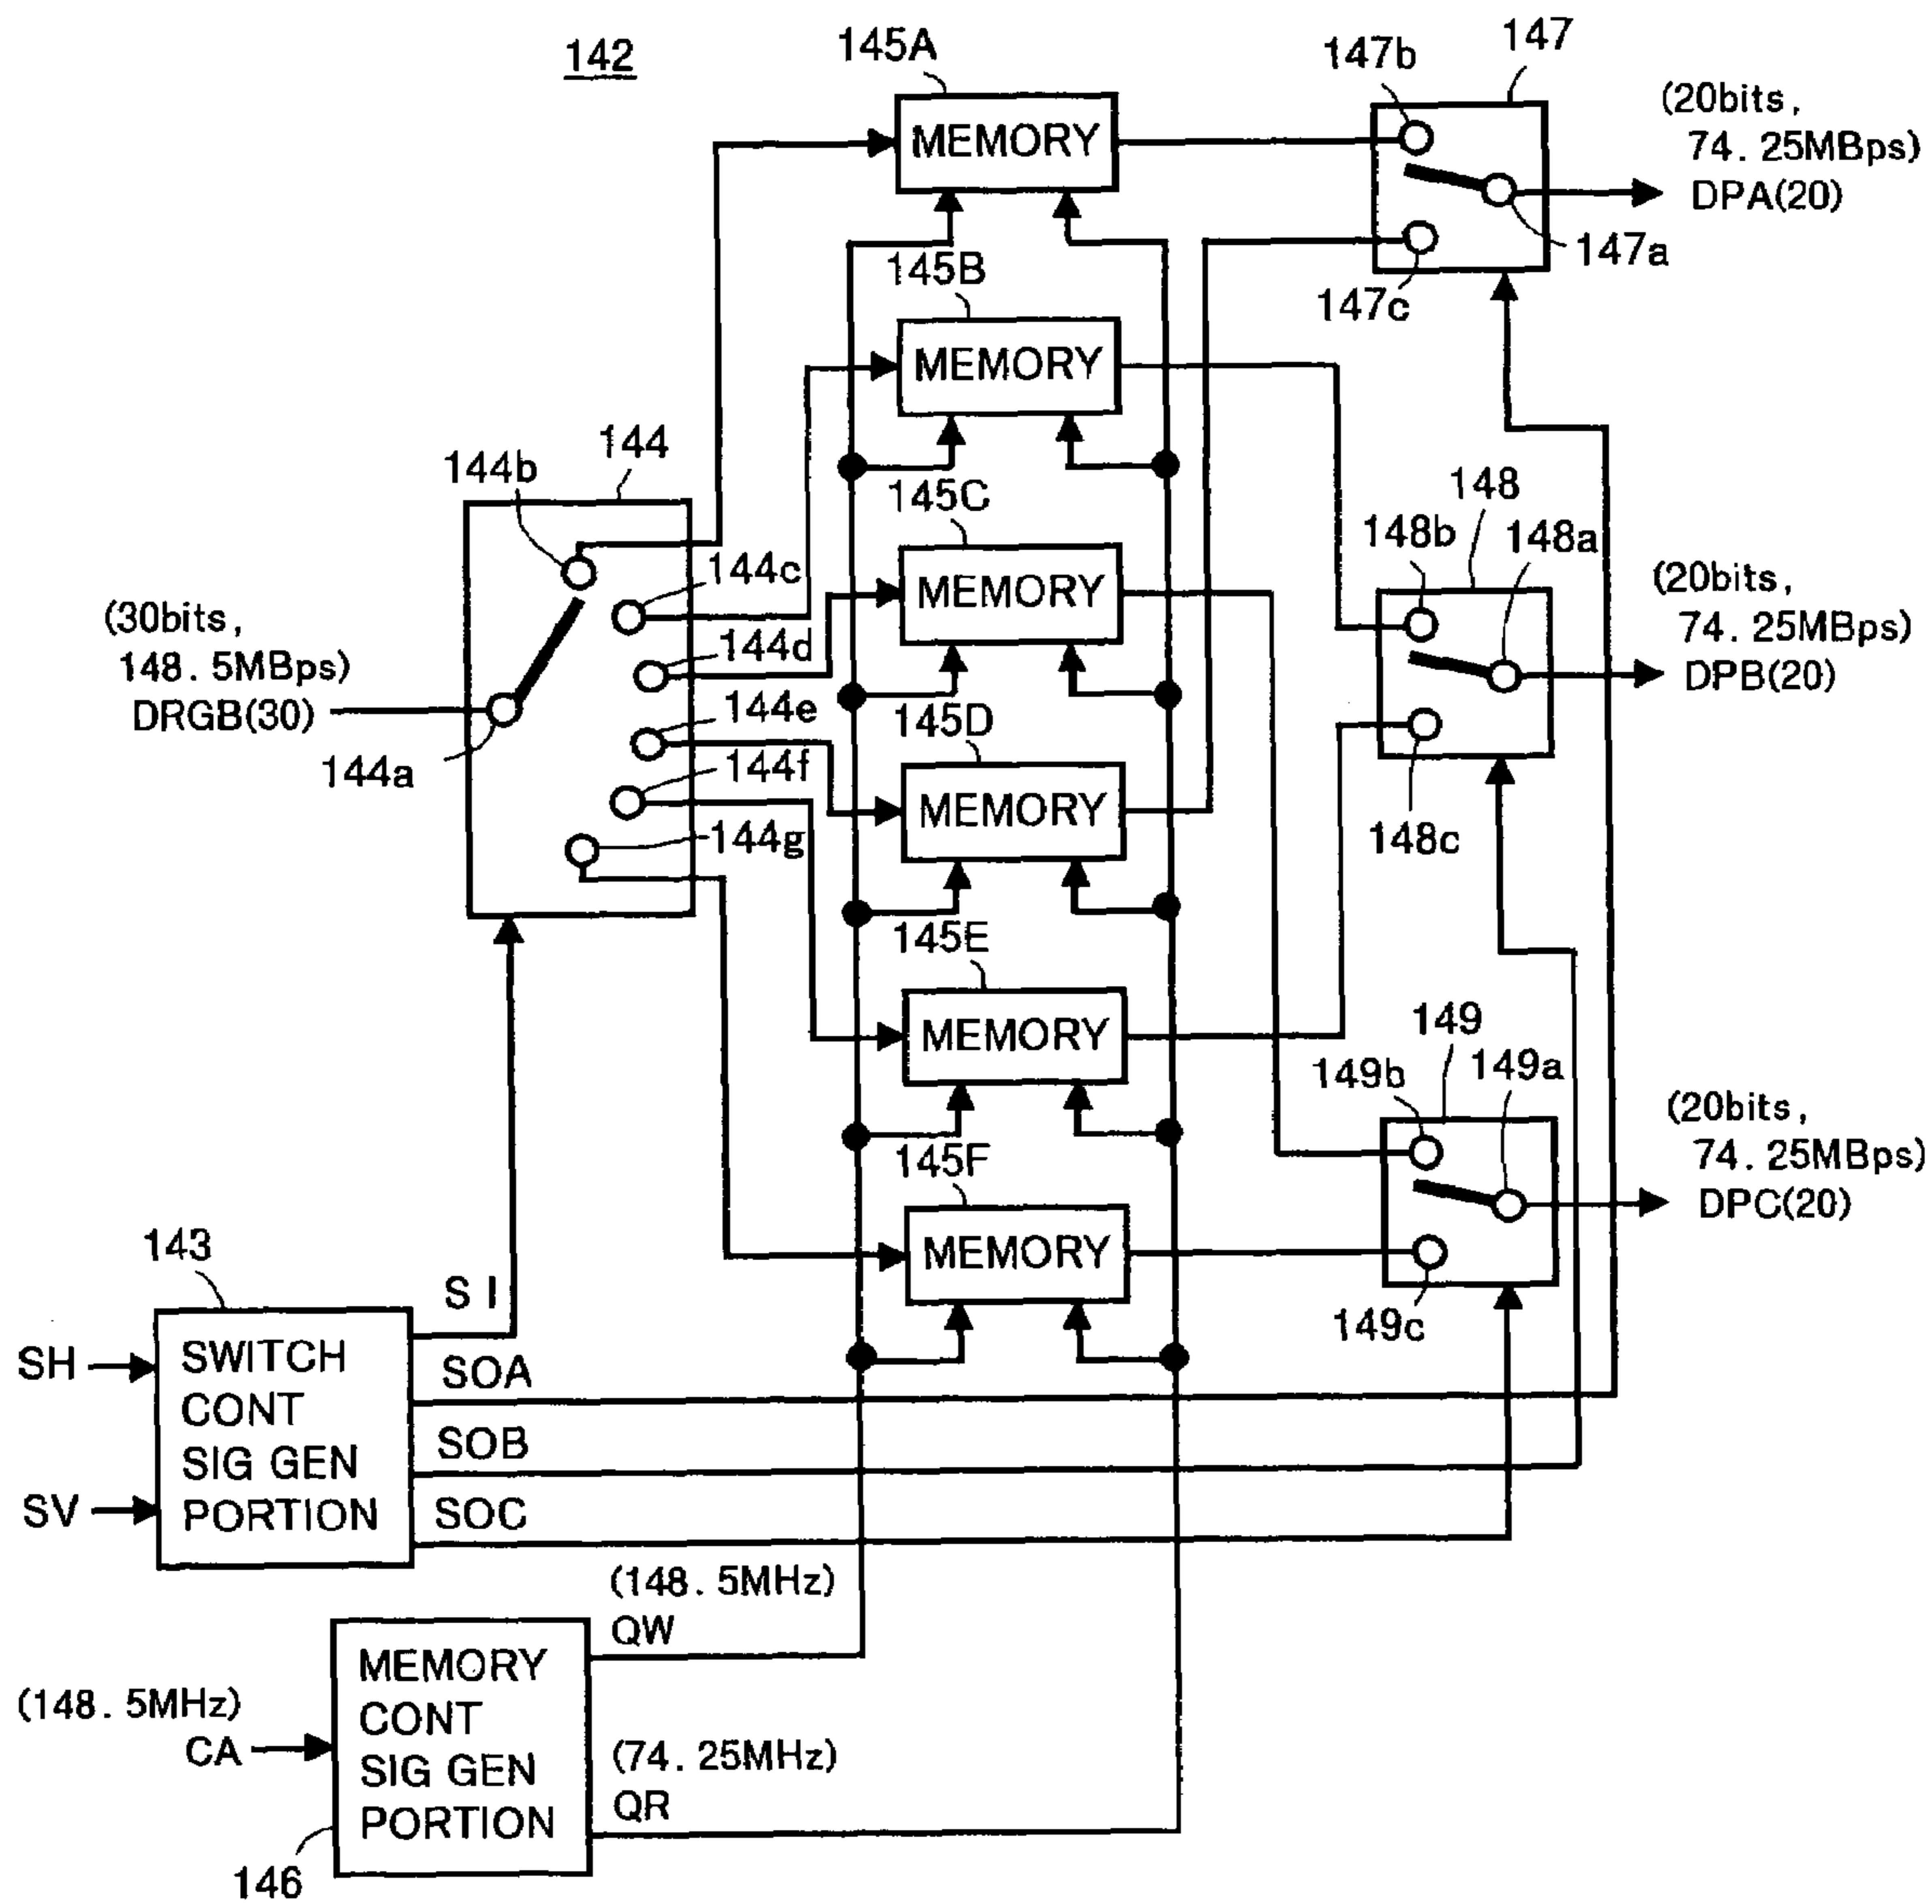 142
145A
147b
147
(20bits,
74.25MBps)
DPA(20)
MEMORY
147a
147c
145B
MEMORY
144
144b
145C
148
148b
148a
144c
MEMORY
(20bits,
74.25MBps)
DPB(20)
(30bits,
148.5MBps)
DRGB(30)
144d
144e
145D
144a
144f
MEMORY
144g
148c
145E
MEMORY
149
149b
149a
(20bits,
74.25MBps)
DPC(20)
145F
MEMORY
149c
143
SI
SH
SWITCH
CONT
SIG GEN
PORTION
SOA
SOB
SV
SOC
(148.5MHz)
QW
MEMORY
CONT
SIG GEN
PORTION
(148.5MHz)
CA
(74.25MHz)
QR
146